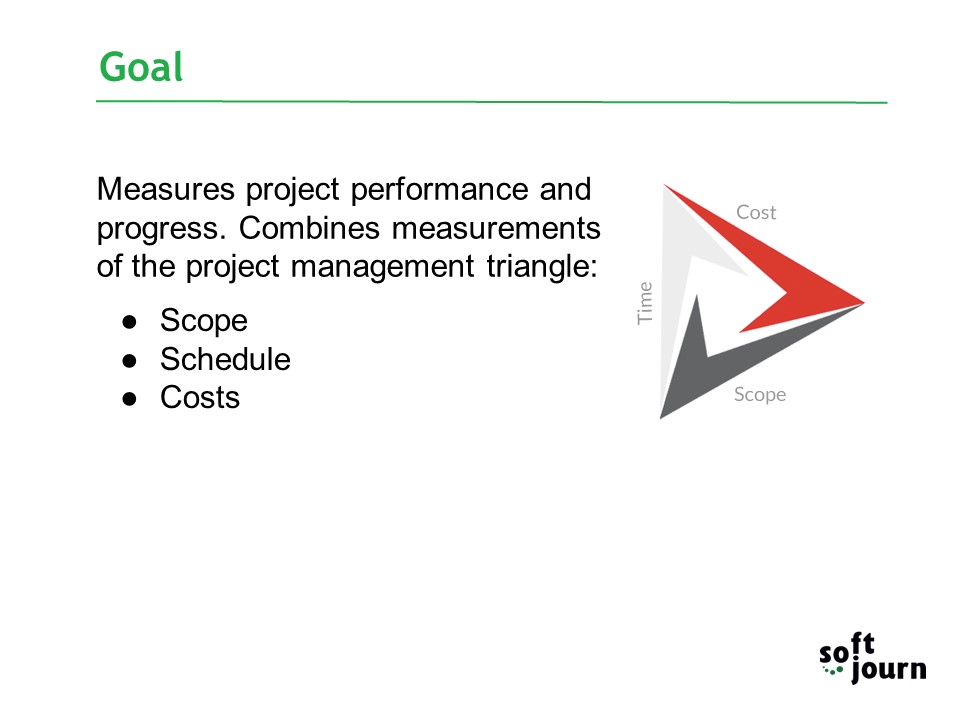 Goal
Measures project performance and
progress. Combines measurements
of the project management triangle:
● Scope
● Schedule
● Costs
Cost
Time
Scope
soft
journ